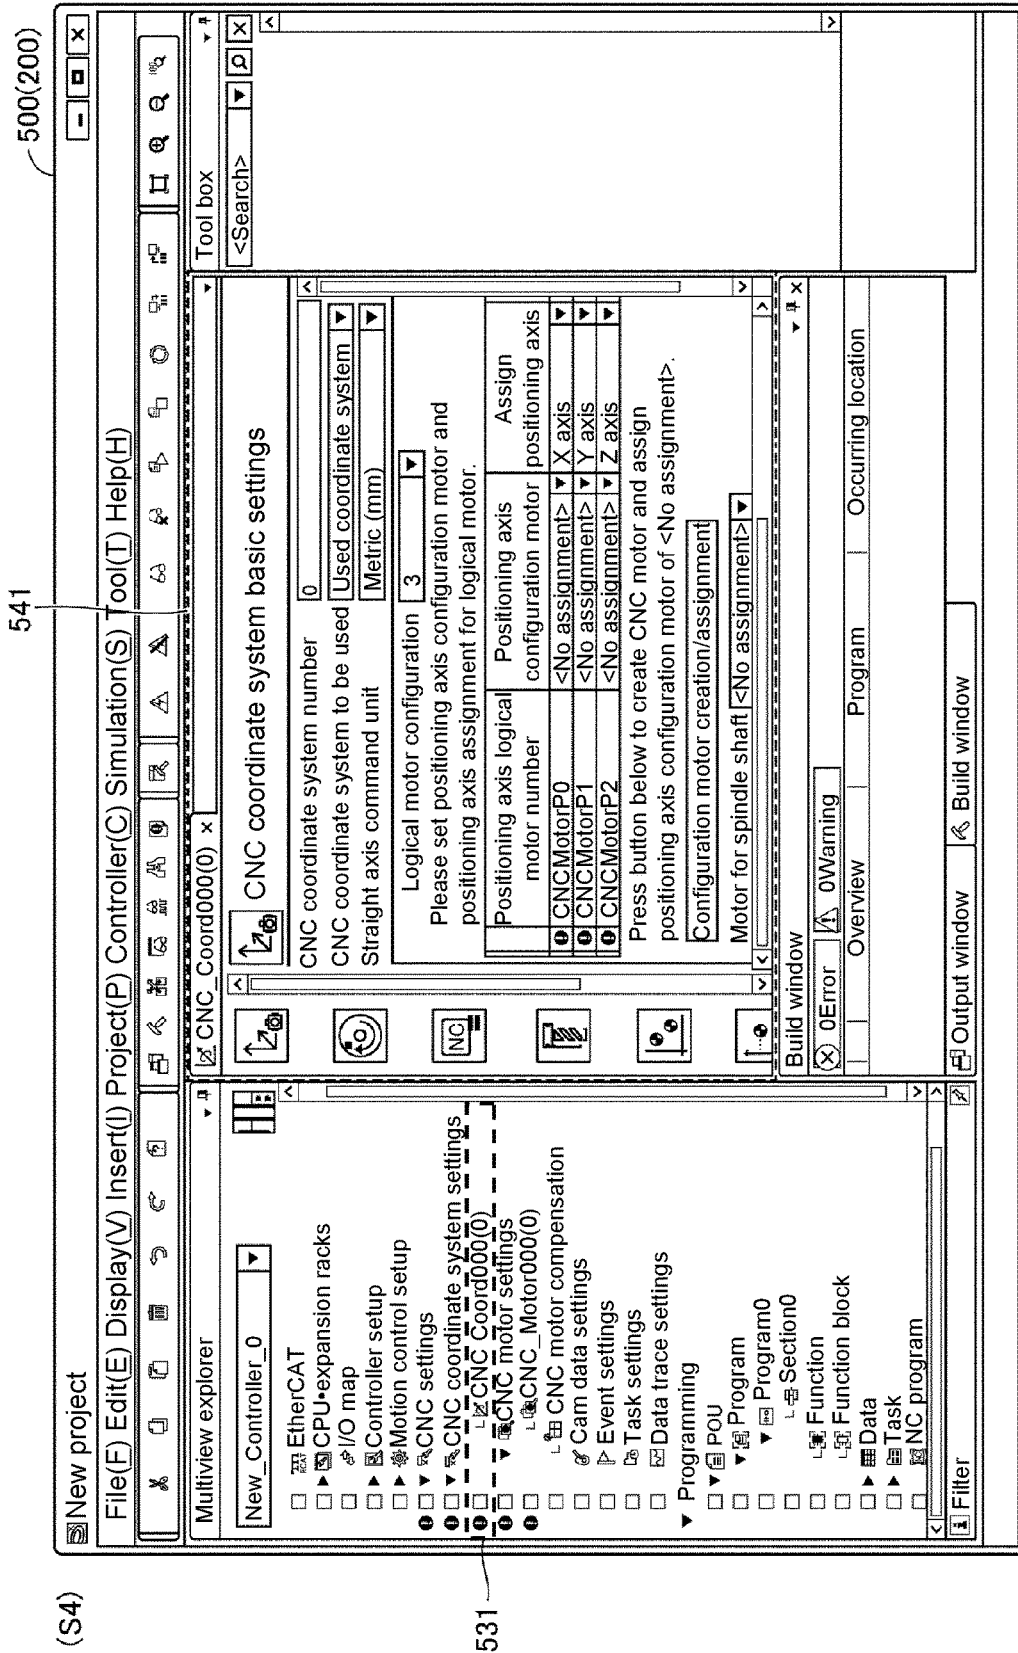 (S4)
500(200)
New project
File(F) Edit(E) Display(V) Insert(I) Project(P) Controller(C) Simulation(S) Tool(T) Help(H)
541
Multiview explorer
New_Controller_0
EtherCAT
CPU•expansion racks
I/O map
Controller setup
Motion control setup
CNC settings
CNC coordinate system settings
CNC Coord000(0)
CNC motor settings
CNC_Motor000(0)
CNC motor compensation
Cam data settings
Event settings
Task settings
Data trace settings
Programming
POU
Program
Program0
Section0
Function
Function block
Data
Task
NC program
Filter
531
CNC_Coord000(0) ×
NC
CNC coordinate system basic settings
CNC coordinate system number 0
CNC coordinate system to be used Used coordinate system
Straight axis command unit Metric (mm)
Logical motor configuration 3
Please set positioning axis configuration motor and
positioning axis assignment for logical motor.
Positioning axis logical motor number Positioning axis configuration motor Assign positioning axis
CNCMotorP0 <No assignment> X axis
CNCMotorP1 <No assignment> Y axis
CNCMotorP2 <No assignment> Z axis
Press button below to create CNC motor and assign
positioning axis configuration motor of <No assignment>.
Configuration motor creation/assignment
Motor for spindle shaft <No assignment>
Build window
0Error 0Warning
Overview Program Occurring location
Output window Build window
Tool box
<Search>